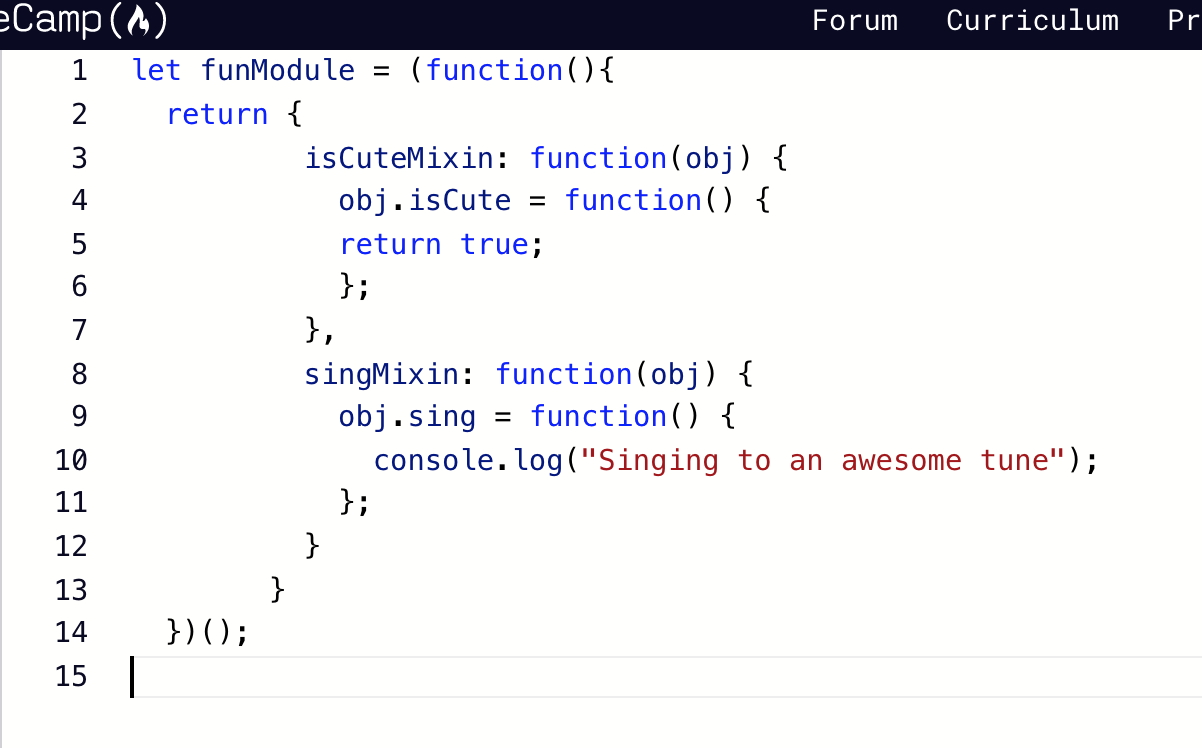 eCamp(🔥) Forum Curriculum Pr
1 let funModule = (function(){
2   return {
3           isCuteMixin: function(obj) {
4             obj.isCute = function() {
5             return true;
6             };
7           },
8           singMixin: function(obj) {
9             obj.sing = function() {
10               console.log("Singing to an awesome tune");
11             };
12           }
13         }
14   })();
15